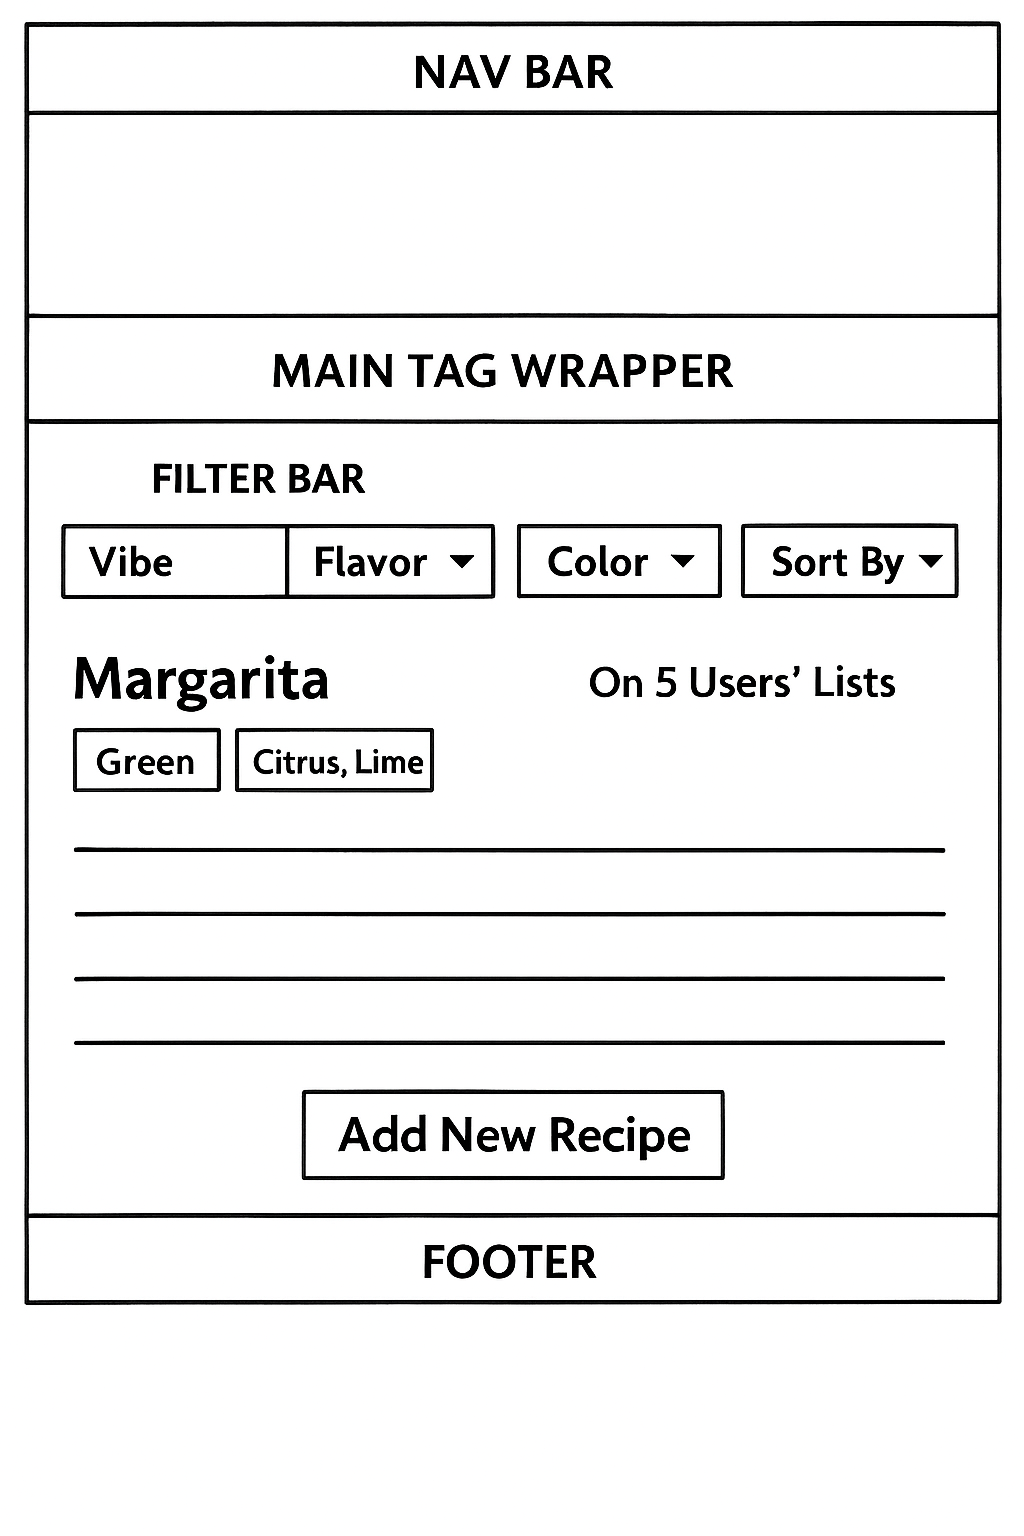 NAV BAR
MAIN TAG WRAPPER
FILTER BAR
Vibe Flavor Color Sort By
Margarita On 5 Users’ Lists
Green Citrus, Lime
Add New Recipe
FOOTER